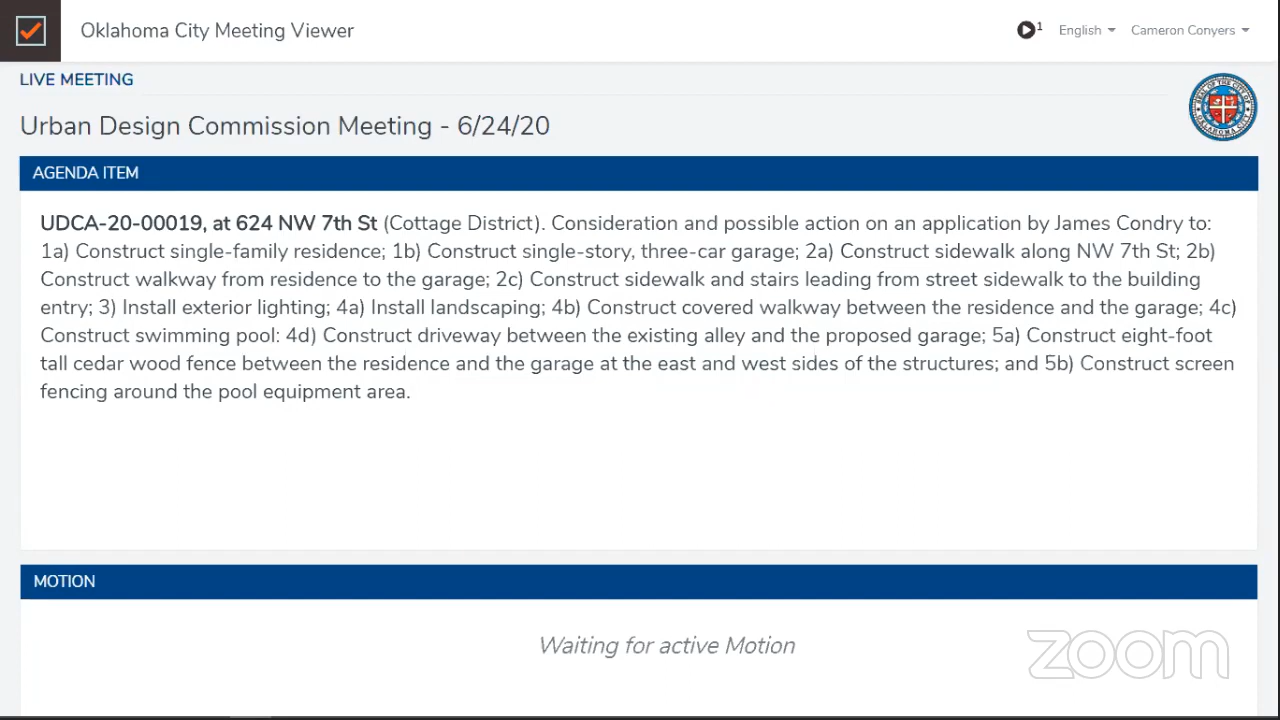 Oklahoma City Meeting Viewer
1
English
Cameron Conyers
LIVE MEETING
Urban Design Commission Meeting - 6/24/20
AGENDA ITEM
UDCA-20-00019, at 624 NW 7th St (Cottage District). Consideration and possible action on an application by James Condry to:
1a) Construct single-family residence; 1b) Construct single-story, three-car garage; 2a) Construct sidewalk along NW 7th St; 2b)
Construct walkway from residence to the garage; 2c) Construct sidewalk and stairs leading from street sidewalk to the building
entry; 3) Install exterior lighting; 4a) Install landscaping; 4b) Construct covered walkway between the residence and the garage; 4c)
Construct swimming pool: 4d) Construct driveway between the existing alley and the proposed garage; 5a) Construct eight-foot
tall cedar wood fence between the residence and the garage at the east and west sides of the structures; and 5b) Construct screen
fencing around the pool equipment area.
MOTION
Waiting for active Motion
zoom